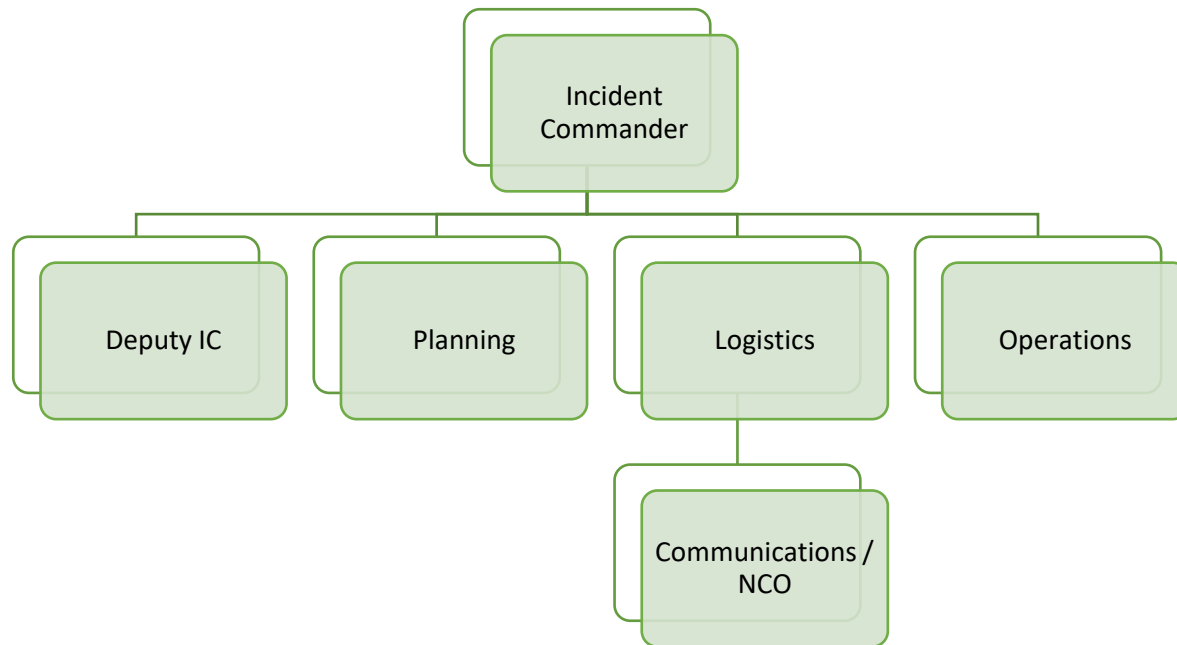 Incident
Commander
Deputy IC
Planning
Logistics
Operations
Communications /
NCO